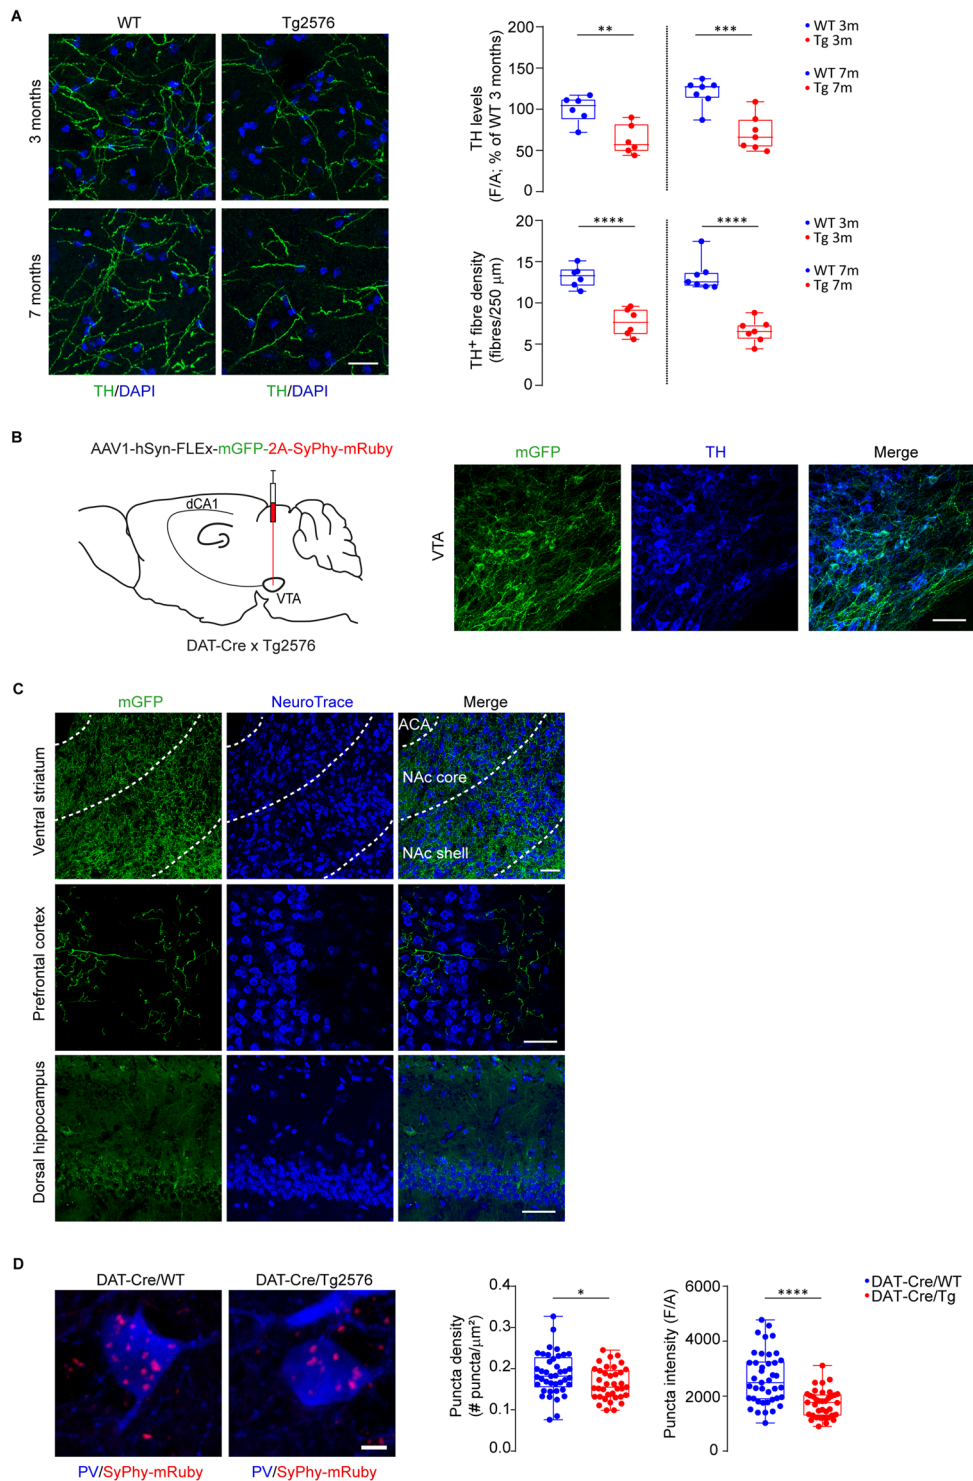 A
WT
Tg2576
3 months
7 months
TH/DAPI
TH/DAPI
TH levels
(F/A; % of WT 3 months)
200
150
100
50
0
**
***
WT 3m
Tg 3m
WT 7m
Tg 7m
TH⁺ fibre density
(fibres/250 µm)
20
15
10
5
0
****
****
WT 3m
Tg 3m
WT 7m
Tg 7m
B
AAV1-hSyn-FLEx-mGFP-2A-SyPhy-mRuby
dCA1
VTA
DAT-Cre x Tg2576
mGFP
TH
Merge
VTA
C
mGFP
NeuroTrace
Merge
Ventral striatum
ACA
NAc core
NAc shell
Prefrontal cortex
Dorsal hippocampus
D
DAT-Cre/WT
DAT-Cre/Tg2576
PV/SyPhy-mRuby
PV/SyPhy-mRuby
Puncta density
(# puncta/µm²)
0.4
0.3
0.2
0.1
0
*
Puncta intensity (F/A)
6000
4000
2000
0
****
DAT-Cre/WT
DAT-Cre/Tg